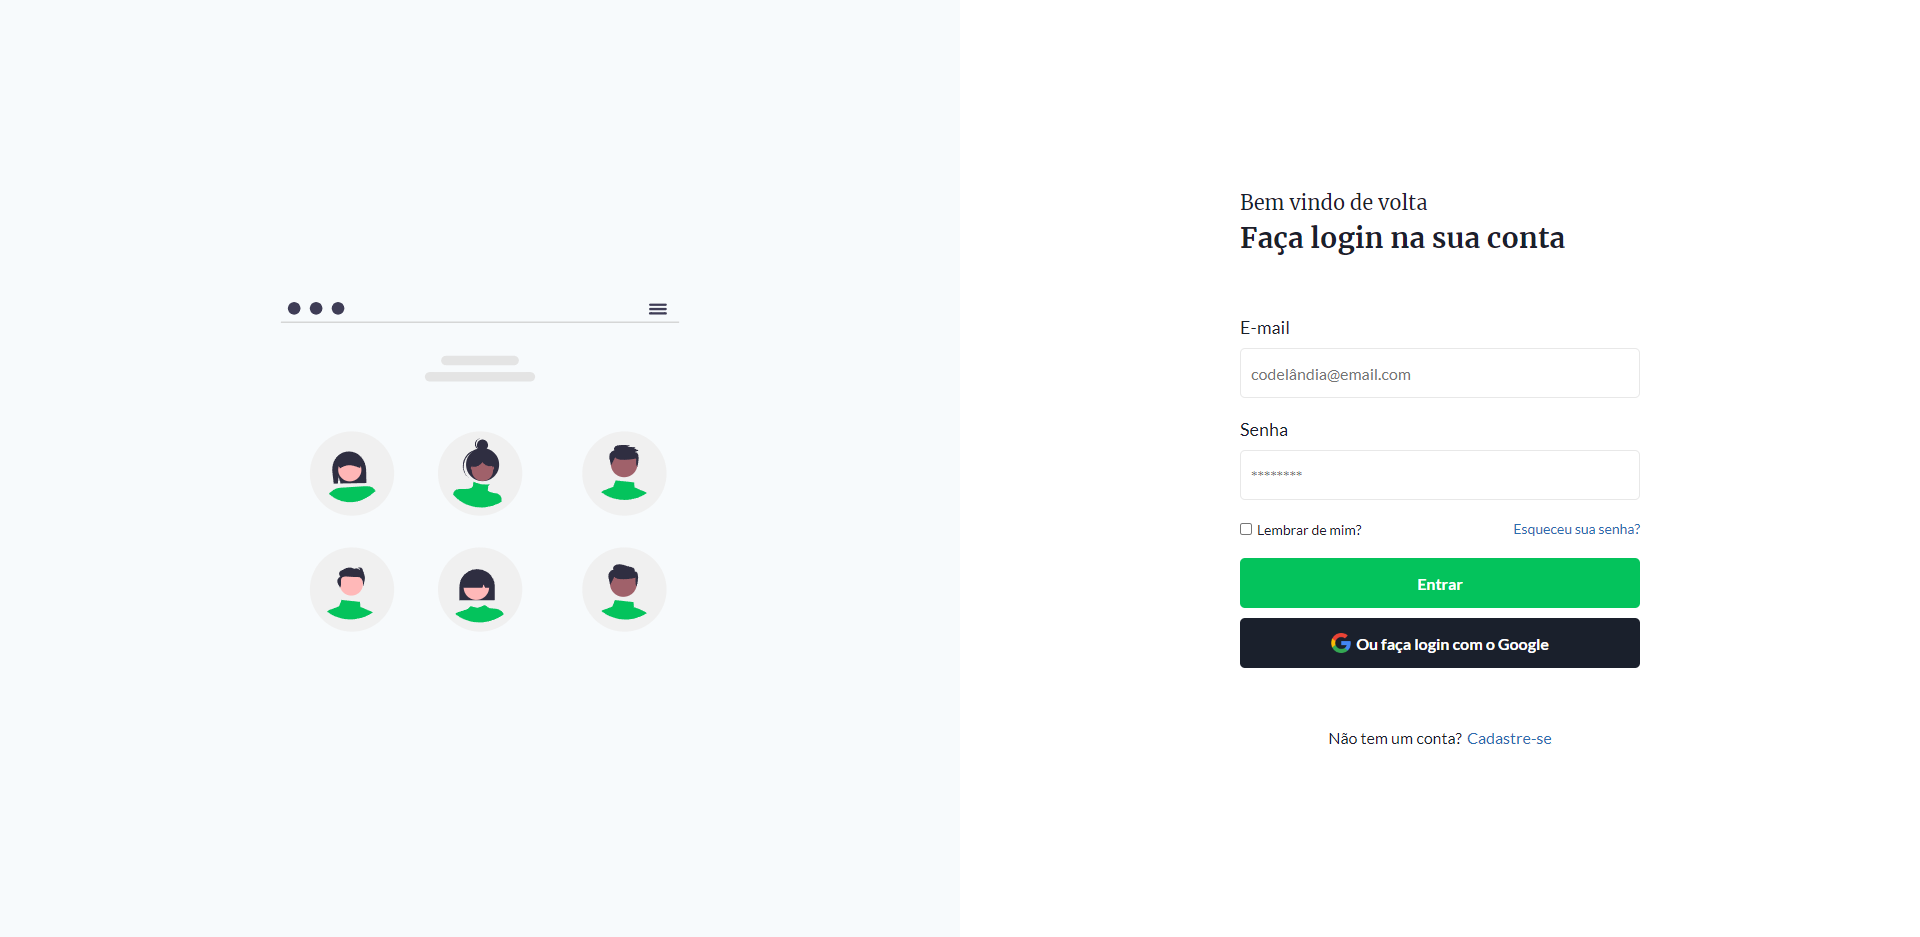 Bem vindo de volta
Faça login na sua conta
E-mail
codelândia@email.com
Senha
********
Lembrar de mim? Esqueceu sua senha?
Entrar
Ou faça login com o Google
Não tem um conta? Cadastre-se